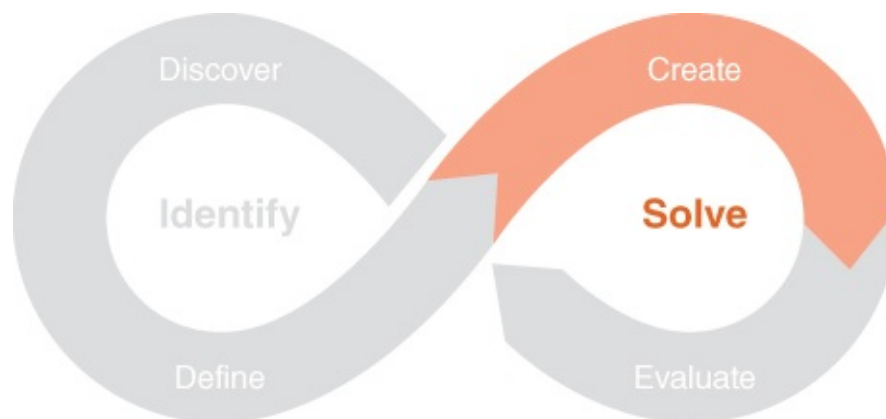 Discover
Create
Identify
Solve
Define
Evaluate